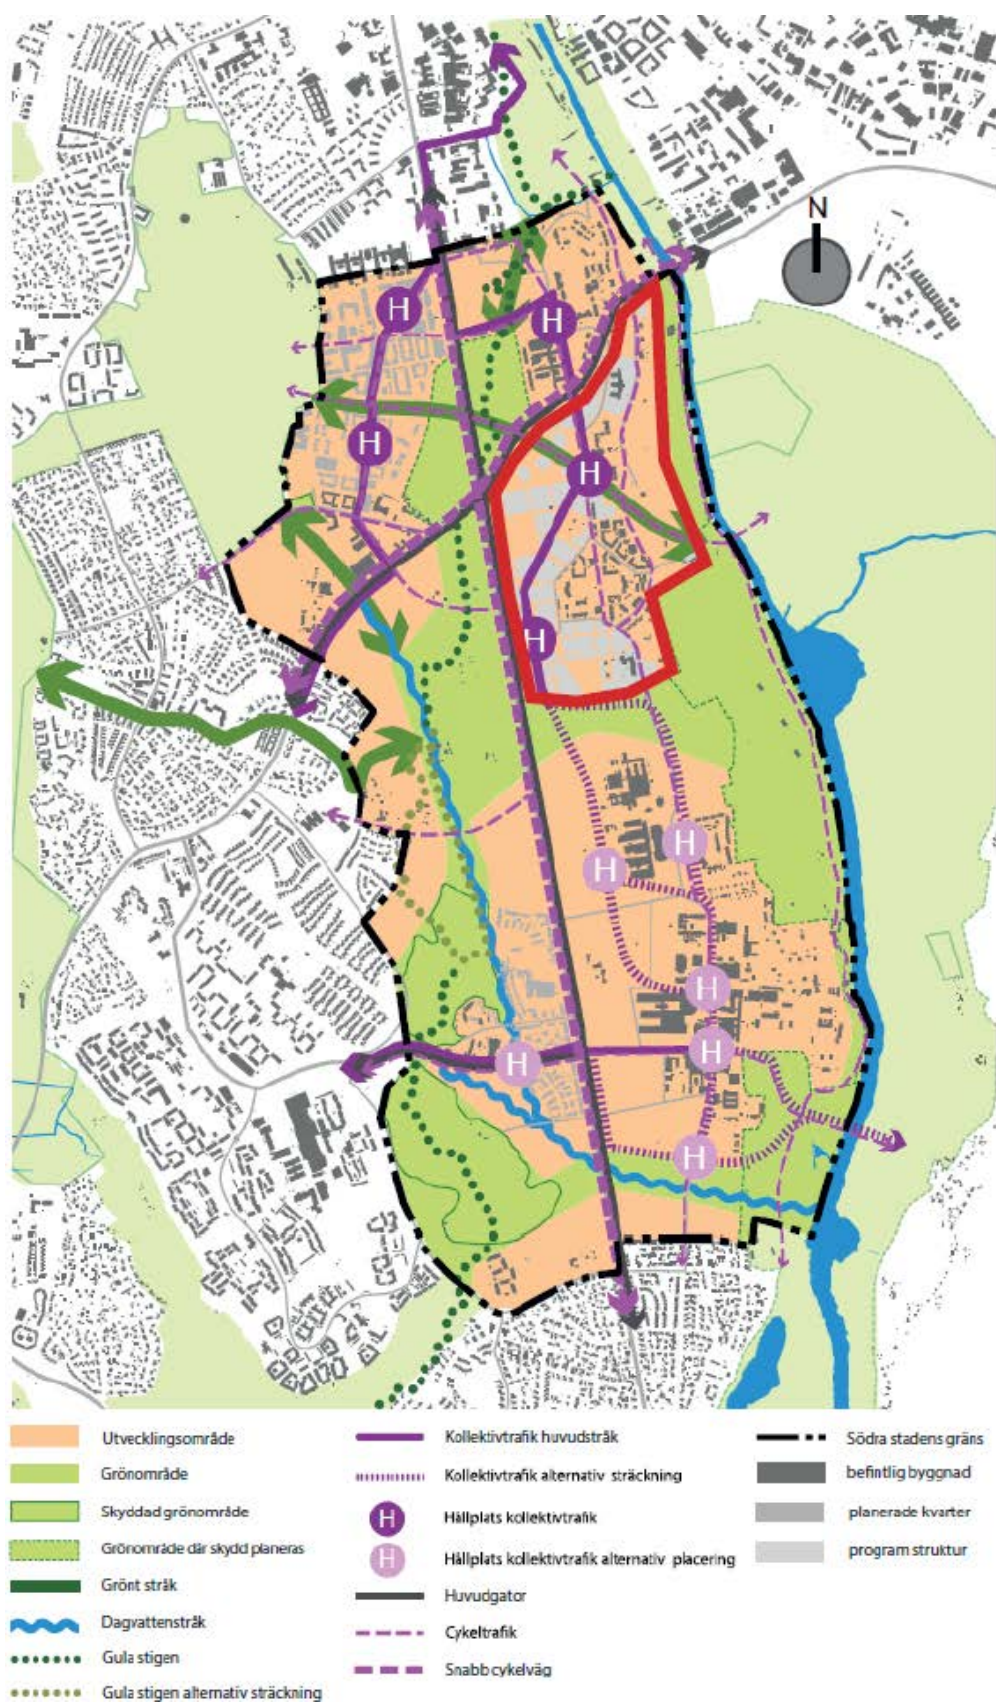 N
H
H
H
H
H
H
H
H
H
H
H
Utvecklingsområde
Grönområde
Skyddad grönområde
Grönområde där skydd planeras
Grönt stråk
Dagvattenstråk
Gula stigen
Gula stigen alternativ sträckning
Kollektivtrafik huvudstråk
Kollektivtrafik alternativ sträckning
H Hållplats kollektivtrafik
H Hållplats kollektivtrafik alternativ placering
Huvudgator
Cykeltrafik
Snabb cykelväg
Södra stadens gräns
befintlig byggnad
planerade kvarter
program struktur